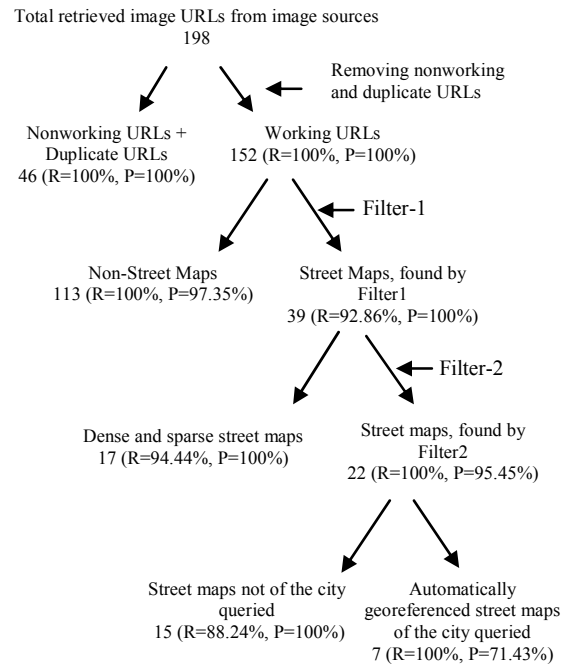 Total retrieved image URLs from image sources
198
Removing nonworking
and duplicate URLs
Nonworking URLs +
Duplicate URLs
46 (R=100%, P=100%)
Working URLs
152 (R=100%, P=100%)
Filter-1
Non-Street Maps
113 (R=100%, P=97.35%)
Street Maps, found by
Filter1
39 (R=92.86%, P=100%)
Filter-2
Dense and sparse street maps
17 (R=94.44%, P=100%)
Street maps, found by
Filter2
22 (R=100%, P=95.45%)
Street maps not of the city
queried
15 (R=88.24%, P=100%)
Automatically
georeferenced street maps
of the city queried
7 (R=100%, P=71.43%)